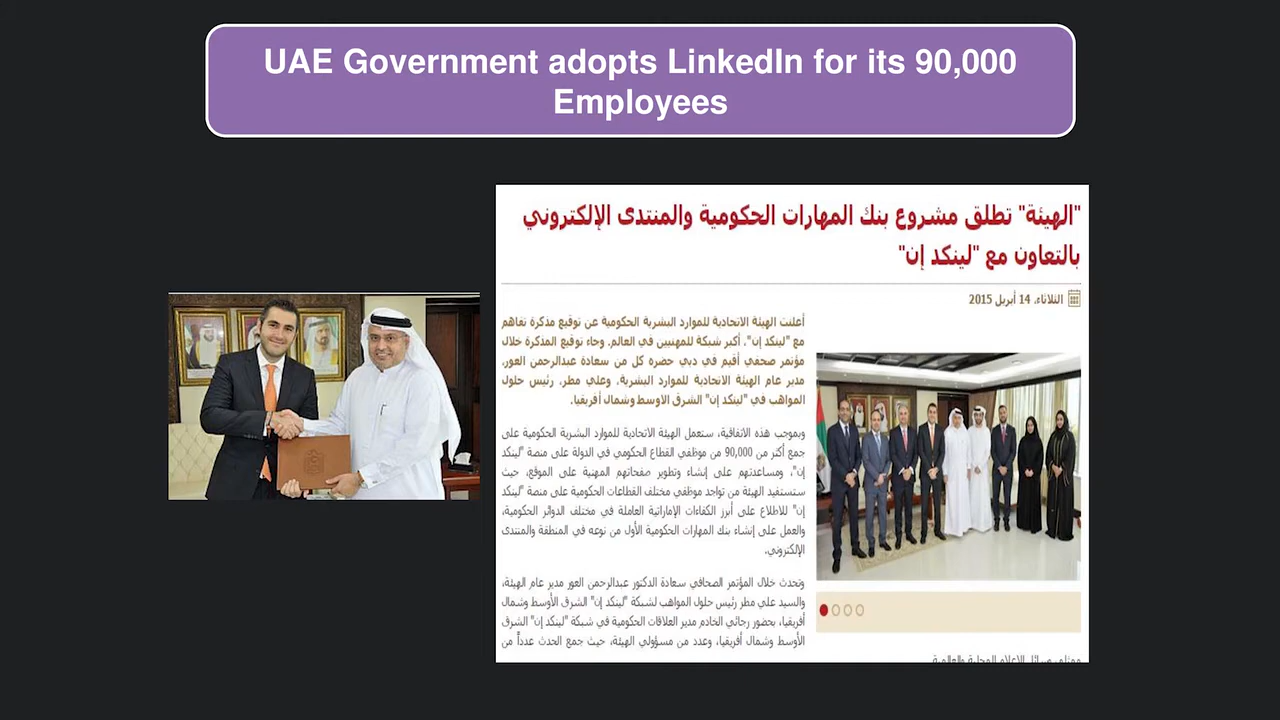 UAE Government adopts LinkedIn for its 90,000
Employees
"الهيئة" تطلق مشروع بنك المهارات الحكومية والمنتدى الإلكتروني
بالتعاون مع "لينكد إن"
الثلاثاء، 14 أبريل 2015
أعلنت الهيئة الاتحادية للموارد البشرية الحكومية عن توقيع مذكرة تفاهم
مع "لينكد إن"، أكبر شبكة للمهنيين في العالم. وجاء توقيع المذكرة خلال
مؤتمر صحفي أقيم في دبي حضره كل من سعادة عبدالرحمن العور،
مدير عام الهيئة الاتحادية للموارد البشرية، وعلي مطر، رئيس حلول
المواهب في "لينكد إن" الشرق الاوسط وشمال أفريقيا.
وبموجب هذه الاتفاقية، ستعمل الهيئة الاتحادية للموارد البشرية الحكومية على
جمع أكثر من 90,000 من موظفي القطاع الحكومي في الدولة على منصة "لينكد
إن"، ومساعدتهم على إنشاء وتطوير صفحاتهم المهنية على الموقع، حيث
ستستفيد الهيئة من تواجد موظفي مختلف القطاعات الحكومية على منصة "لينكد
إن" للاطلاع على أبرز الكفاءات الإماراتية العاملة في مختلف الدوائر الحكومية،
والعمل على إنشاء بنك المهارات الحكومية الأول من نوعه في المنطقة والمنتدى
الإلكتروني.
وتحدث خلال المؤتمر الصحافي سعادة الدكتور عبدالرحمن العور مدير عام الهيئة،
والسيد علي مطر رئيس حلول المواهب لشبكة "لينكد إن" الشرق الأوسط وشمال
أفريقيا، بحضور رجائي الخادم مدير العلاقات الحكومية في شبكة "لينكد إن" الشرق
الأوسط وشمال أفريقيا، وعدد من مسؤولي الهيئة، حيث جمع الحدث عدداً من